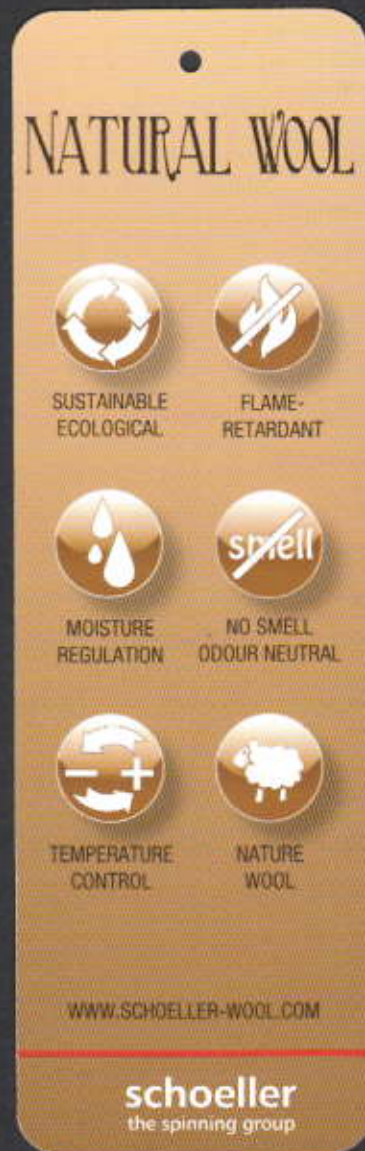 NATURAL WOOL
SUSTAINABLE
ECOLOGICAL
FLAME-
RETARDANT
MOISTURE
REGULATION
smell
NO SMELL
ODOUR NEUTRAL
TEMPERATURE
CONTROL
NATURE
WOOL
WWW.SCHOELLER-WOOL.COM
schoeller
the spinning group